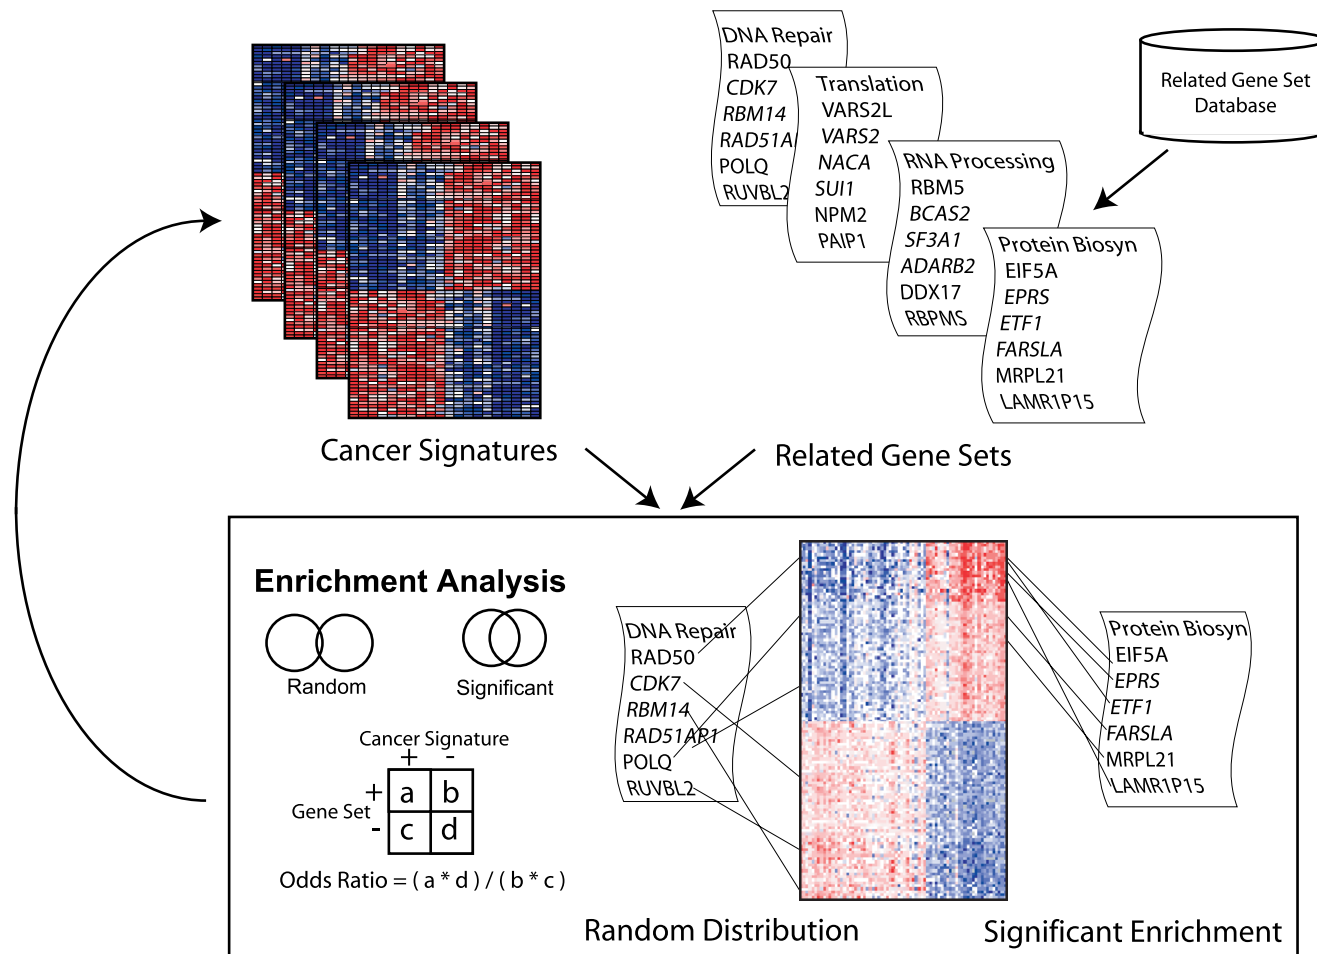 DNA Repair
RAD50
CDK7
RBM14
RAD51A
POLQ
RUVBL2
Translation
VARS2L
VARS2
NACA
SUI1
NPM2
PAIP1
RNA Processing
RBM5
BCAS2
SF3A1
ADARB2
DDX17
RBPMS
Protein Biosyn
EIF5A
EPRS
ETF1
FARSLA
MRPL21
LAMR1P15
Related Gene Set
Database
Cancer Signatures
Related Gene Sets
Enrichment Analysis
Random
Significant
Cancer Signature
+ -
+ a b
Gene Set
- c d
Odds Ratio = ( a * d ) / ( b * c )
DNA Repair
RAD50
CDK7
RBM14
RAD51AP1
POLQ
RUVBL2
Protein Biosyn
EIF5A
EPRS
ETF1
FARSLA
MRPL21
LAMR1P15
Random Distribution
Significant Enrichment